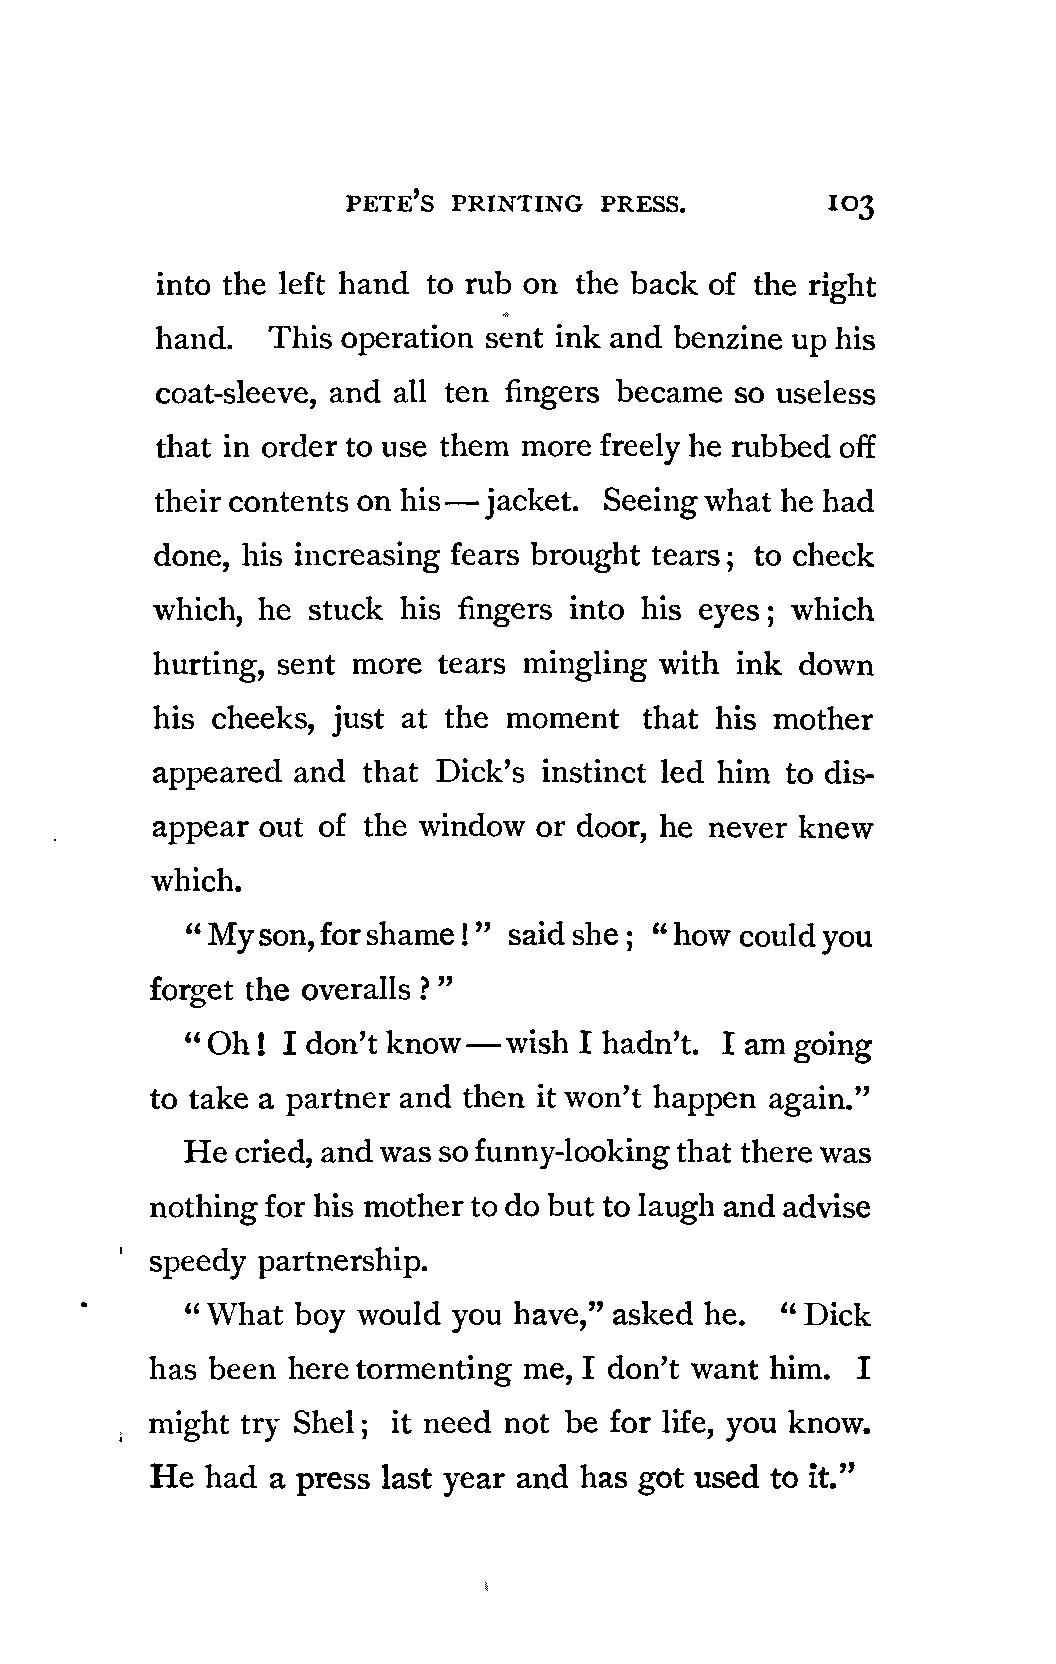 PETE'S PRINTING PRESS. 103
into the left hand to rub on the back of the right
hand. This operation sent ink and benzine up his
coat-sleeve, and all ten fingers became so useless
that in order to use them more freely he rubbed off
their contents on his—jacket. Seeing what he had
done, his increasing fears brought tears; to check
which, he stuck his fingers into his eyes; which
hurting, sent more tears mingling with ink down
his cheeks, just at the moment that his mother
appeared and that Dick's instinct led him to dis-
appear out of the window or door, he never knew
which.
"My son, for shame!" said she; "how could you
forget the overalls?"
"Oh! I don't know—wish I hadn't. I am going
to take a partner and then it won't happen again."
He cried, and was so funny-looking that there was
nothing for his mother to do but to laugh and advise
speedy partnership.
"What boy would you have," asked he. "Dick
has been here tormenting me, I don't want him. I
might try Shel; it need not be for life, you know.
He had a press last year and has got used to it."